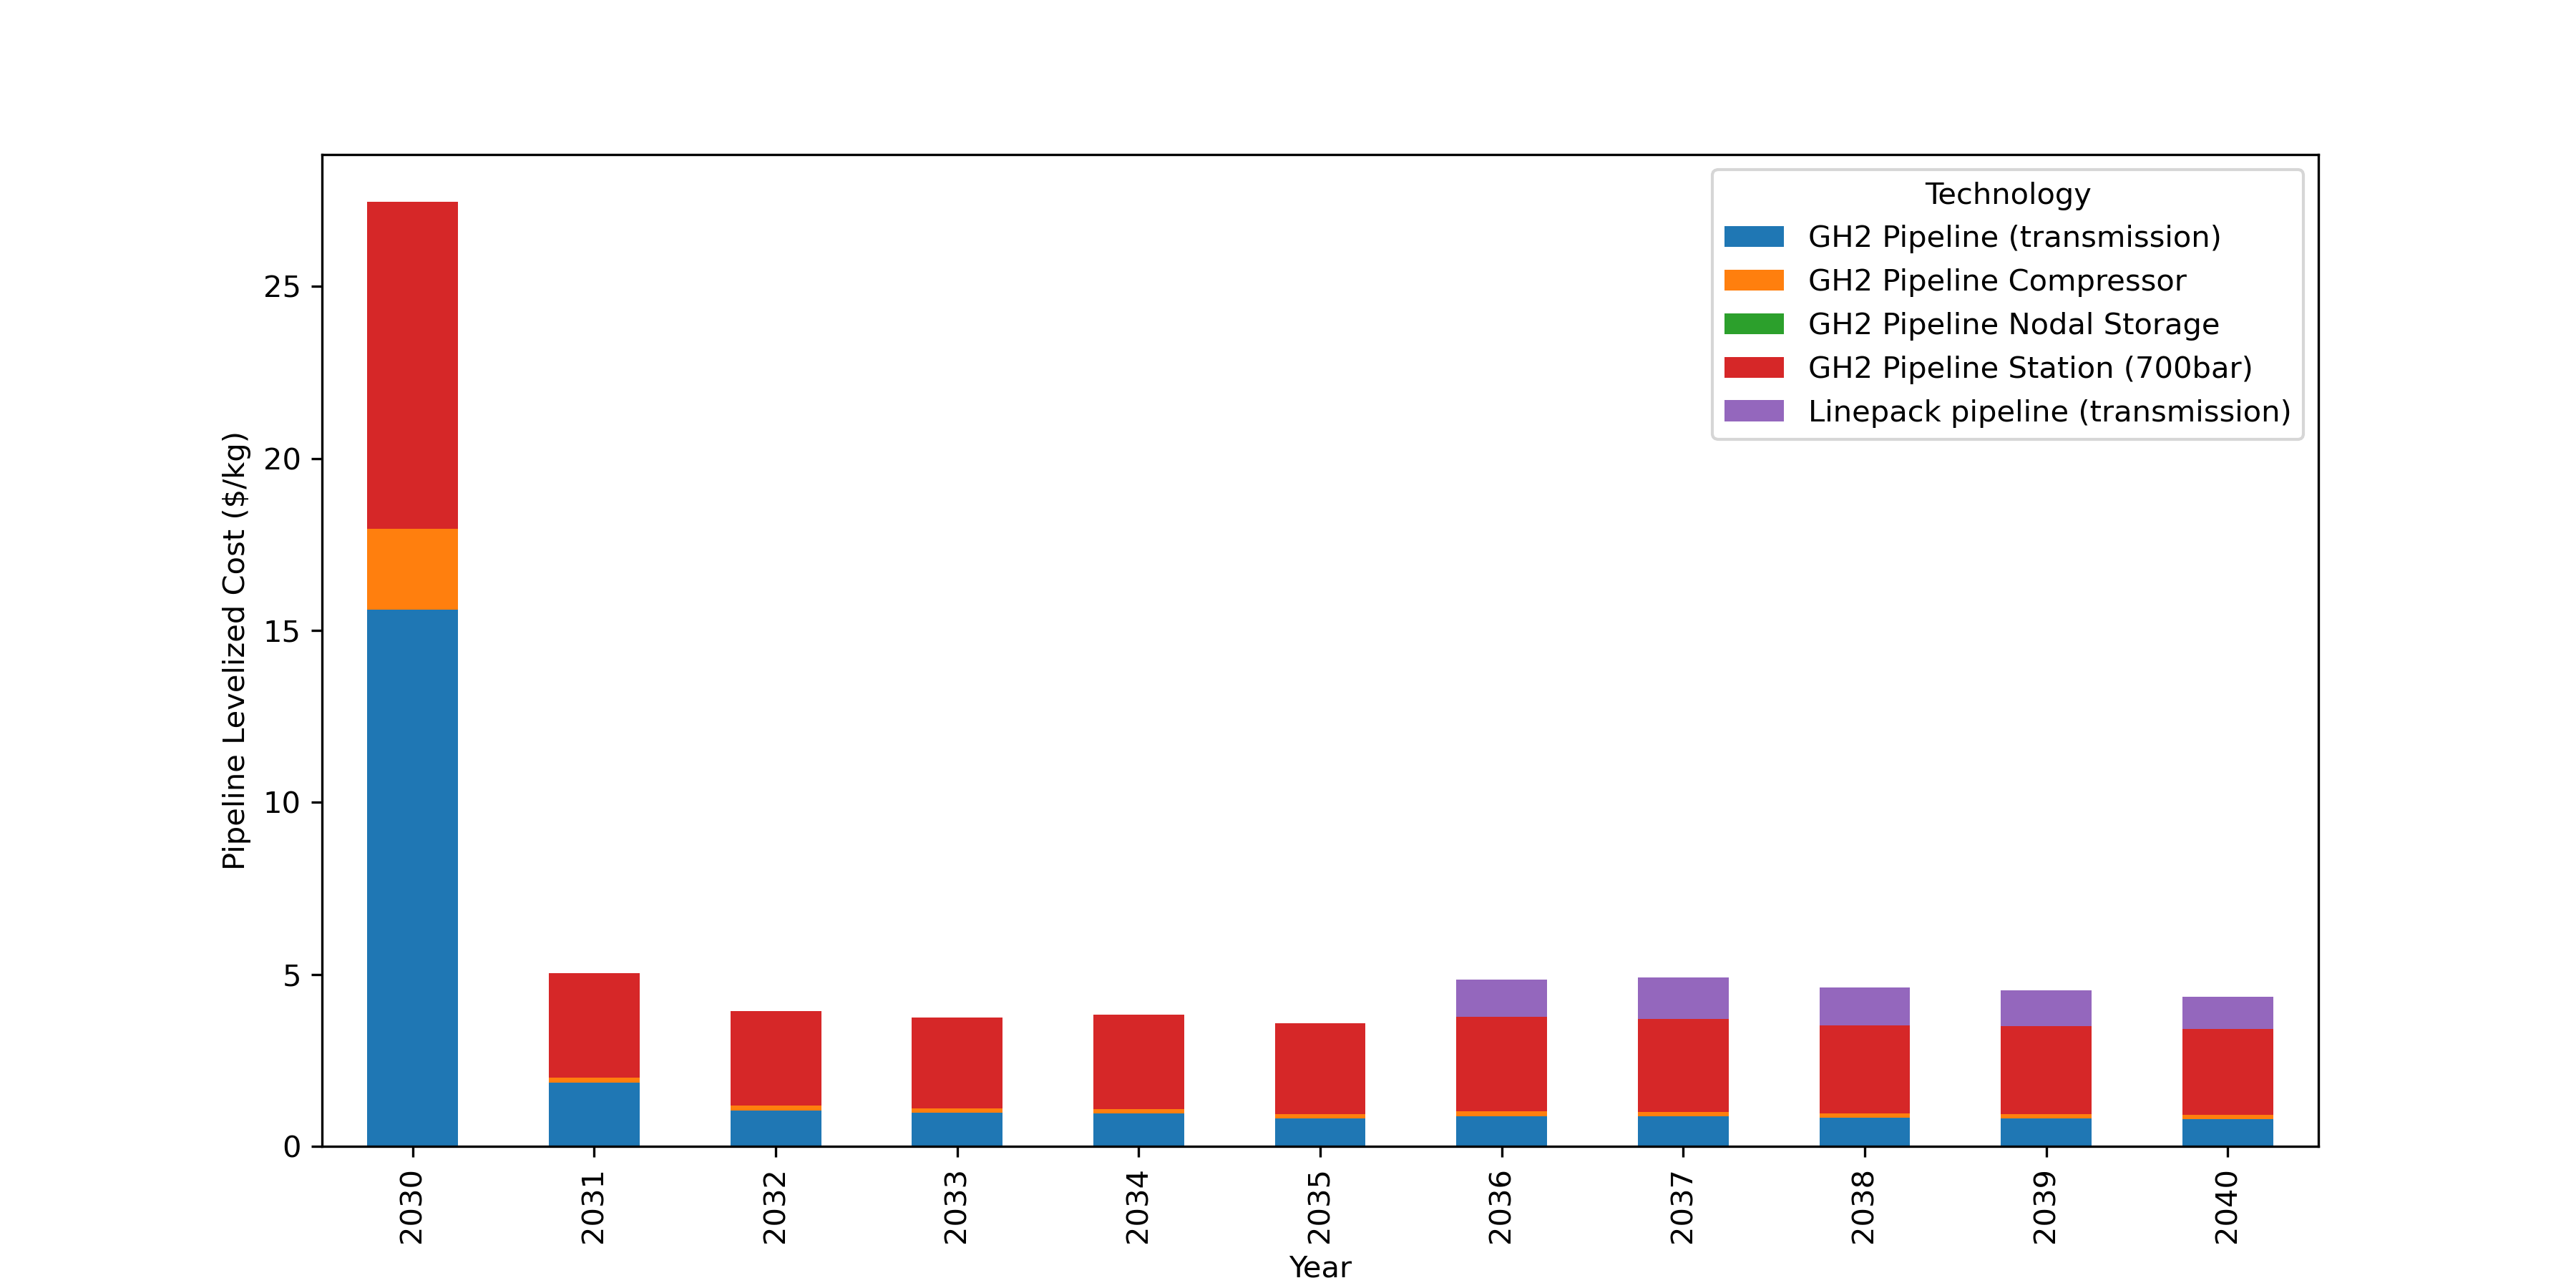 Technology
GH2 Pipeline (transmission)
GH2 Pipeline Compressor
GH2 Pipeline Nodal Storage
GH2 Pipeline Station (700bar)
Linepack pipeline (transmission)
Pipeline Levelized Cost ($/kg)
25
20
15
10
5
0
2030
2031
2032
2033
2034
2035
2036
2037
2038
2039
2040
Year